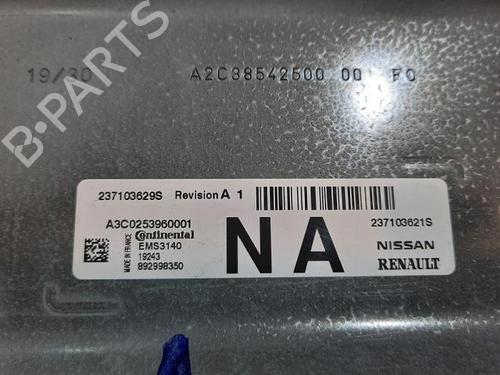 19/30 A2C38542500 00 F0
B-PARTS
237103629S Revision A 1
A3C0253960001
Continental
EMS3140
19243
892998350
MADE IN FRANCE
NA
237103621S
NISSAN
RENAULT